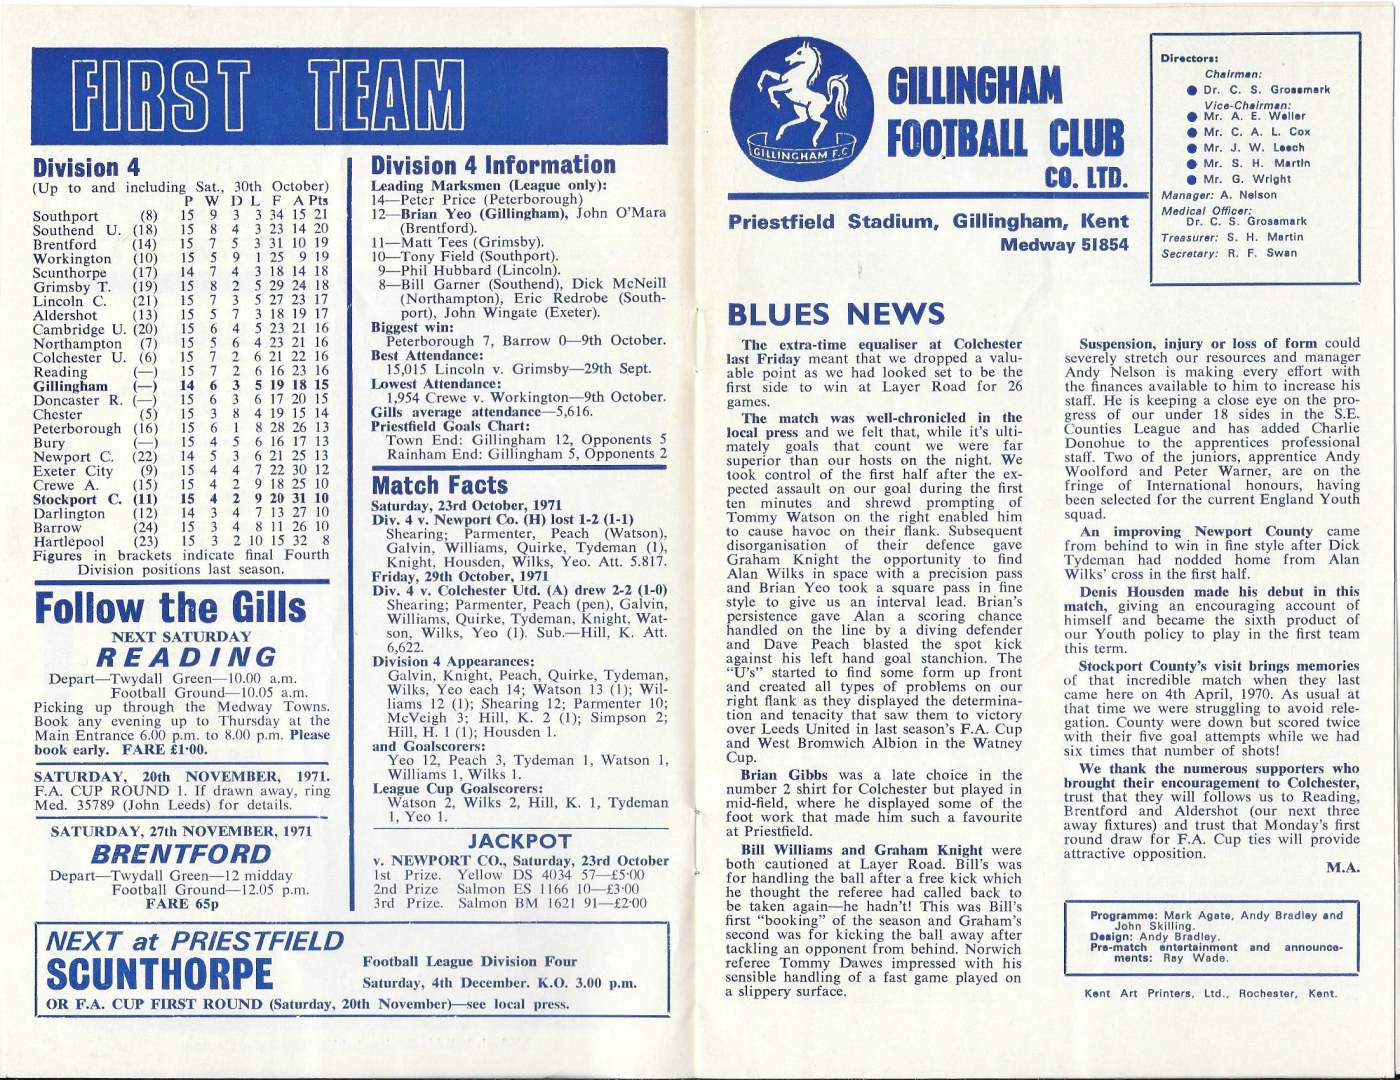 FIRST TEAM
Division 4
(Up to and including Sat., 30th October)
P W D L F A Pts
Southport (8) 15 9 3 3 34 15 21
Southend U. (18) 15 8 4 3 23 14 20
Brentford (14) 15 7 5 3 31 10 19
Workington (10) 15 5 9 1 25 9 19
Scunthorpe (17) 14 7 4 3 18 14 18
Grimsby T. (19) 15 8 2 5 29 24 18
Lincoln C. (21) 15 7 3 5 27 23 17
Aldershot (13) 15 5 7 3 18 19 17
Cambridge U. (20) 15 6 4 5 23 21 16
Northampton (7) 15 5 6 4 23 21 16
Colchester U. (6) 15 7 2 6 21 22 16
Reading (—) 15 7 2 6 16 23 16
Gillingham (—) 14 6 3 5 19 18 15
Doncaster R. (—) 15 6 3 6 17 20 15
Chester (5) 15 3 8 4 19 15 14
Peterborough (16) 15 6 1 8 28 26 13
Bury (—) 15 4 5 6 16 17 13
Newport C. (22) 14 5 3 6 21 25 13
Exeter City (9) 15 4 4 7 22 30 12
Crewe A. (15) 15 4 2 9 18 25 10
Stockport C. (11) 15 4 2 9 20 31 10
Darlington (12) 14 3 4 7 13 27 10
Barrow (24) 15 3 4 8 11 26 10
Hartlepool (23) 15 3 2 10 15 32 8
Figures in brackets indicate final Fourth
Division positions last season.
Follow the Gills
NEXT SATURDAY
READING
Depart—Twydall Green—10.00 a.m.
Football Ground—10.05 a.m.
Picking up through the Medway Towns.
Book any evening up to Thursday at the
Main Entrance 6.00 p.m. to 8.00 p.m. Please
book early. FARE £1·00.
SATURDAY, 20th NOVEMBER, 1971.
F.A. CUP ROUND 1. If drawn away, ring
Med. 35789 (John Leeds) for details.
SATURDAY, 27th NOVEMBER, 1971
BRENTFORD
Depart—Twydall Green—12 midday
Football Ground—12.05 p.m.
FARE 65p
Division 4 Information
Leading Marksmen (League only):
14—Peter Price (Peterborough)
12—Brian Yeo (Gillingham), John O'Mara
(Brentford).
11—Matt Tees (Grimsby).
10—Tony Field (Southport).
9—Phil Hubbard (Lincoln).
8—Bill Garner (Southend), Dick McNeill
(Northampton), Eric Redrobe (South-
port), John Wingate (Exeter).
Biggest win:
Peterborough 7, Barrow 0—9th October.
Best Attendance:
15,015 Lincoln v. Grimsby—29th Sept.
Lowest Attendance:
1,954 Crewe v. Workington—9th October.
Gills average attendance—5,616.
Priestfield Goals Chart:
Town End: Gillingham 12, Opponents 5
Rainham End: Gillingham 5, Opponents 2
Match Facts
Saturday, 23rd October, 1971
Div. 4 v. Newport Co. (H) lost 1-2 (1-1)
Shearing; Parmenter, Peach (Watson),
Galvin, Williams, Quirke, Tydeman (1),
Knight, Housden, Wilks, Yeo. Att. 5.817.
Friday, 29th October, 1971
Div. 4 v. Colchester Utd. (A) drew 2-2 (1-0)
Shearing; Parmenter, Peach (pen), Galvin,
Williams, Quirke, Tydeman, Knight, Wat-
son, Wilks, Yeo (1). Sub.—Hill, K. Att.
6,622.
Division 4 Appearances:
Galvin, Knight, Peach, Quirke, Tydeman,
Wilks, Yeo each 14; Watson 13 (1); Wil-
liams 12 (1); Shearing 12; Parmenter 10;
McVeigh 3; Hill, K. 2 (1); Simpson 2;
Hill, H. 1 (1); Housden 1.
and Goalscorers:
Yeo 12, Peach 3, Tydeman 1, Watson 1,
Williams 1, Wilks 1.
League Cup Goalscorers:
Watson 2, Wilks 2, Hill, K. 1, Tydeman
1, Yeo 1.
JACKPOT
v. NEWPORT CO., Saturday, 23rd October
1st Prize. Yellow DS 4034 57—£5·00
2nd Prize Salmon ES 1166 10—£3·00
3rd Prize. Salmon BM 1621 91—£2·00
NEXT at PRIESTFIELD
SCUNTHORPE
Football League Division Four
Saturday, 4th December. K.O. 3.00 p.m.
OR F.A. CUP FIRST ROUND (Saturday, 20th November)—see local press.
GILLINGHAM F.C.
GILLINGHAM
FOOTBALL CLUB
CO. LTD.
Priestfield Stadium, Gillingham, Kent
Medway 51854
Directors:
Chairman:
● Dr. C. S. Grossmark
Vice-Chairman:
● Mr. A. E. Weller
● Mr. C. A. L. Cox
● Mr. J. W. Leech
● Mr. S. H. Martin
● Mr. G. Wright
Manager: A. Nelson
Medical Officer:
Dr. C. S. Grossmark
Treasurer: S. H. Martin
Secretary: R. F. Swan
BLUES NEWS
The extra-time equaliser at Colchester
last Friday meant that we dropped a valu-
able point as we had looked set to be the
first side to win at Layer Road for 26
games.
The match was well-chronicled in the
local press and we felt that, while it's ulti-
mately goals that count we were far
superior than our hosts on the night. We
took control of the first half after the ex-
pected assault on our goal during the first
ten minutes and shrewd prompting of
Tommy Watson on the right enabled him
to cause havoc on their flank. Subsequent
disorganisation of their defence gave
Graham Knight the opportunity to find
Alan Wilks in space with a precision pass
and Brian Yeo took a square pass in fine
style to give us an interval lead. Brian's
persistence gave Alan a scoring chance
handled on the line by a diving defender
and Dave Peach blasted the spot kick
against his left hand goal stanchion. The
“U's” started to find some form up front
and created all types of problems on our
right flank as they displayed the determina-
tion and tenacity that saw them to victory
over Leeds United in last season's F.A. Cup
and West Bromwich Albion in the Watney
Cup.
Brian Gibbs was a late choice in the
number 2 shirt for Colchester but played in
mid-field, where he displayed some of the
foot work that made him such a favourite
at Priestfield.
Bill Williams and Graham Knight were
both cautioned at Layer Road. Bill's was
for handling the ball after a free kick which
he thought the referee had called back to
be taken again—he hadn't! This was Bill's
first “booking” of the season and Graham's
second was for kicking the ball away after
tackling an opponent from behind. Norwich
referee Tommy Dawes impressed with his
sensible handling of a fast game played on
a slippery surface.
Suspension, injury or loss of form could
severely stretch our resources and manager
Andy Nelson is making every effort with
the finances available to him to increase his
staff. He is keeping a close eye on the pro-
gress of our under 18 sides in the S.E.
Counties League and has added Charlie
Donohue to the apprentices professional
staff. Two of the juniors, apprentice Andy
Woolford and Peter Warner, are on the
fringe of International honours, having
been selected for the current England Youth
squad.
An improving Newport County came
from behind to win in fine style after Dick
Tydeman had nodded home from Alan
Wilks' cross in the first half.
Denis Housden made his debut in this
match, giving an encouraging account of
himself and became the sixth product of
our Youth policy to play in the first team
this term.
Stockport County's visit brings memories
of that incredible match when they last
came here on 4th April, 1970. As usual at
that time we were struggling to avoid rele-
gation. County were down but scored twice
with their five goal attempts while we had
six times that number of shots!
We thank the numerous supporters who
brought their encouragement to Colchester,
trust that they will follows us to Reading,
Brentford and Aldershot (our next three
away fixtures) and trust that Monday's first
round draw for F.A. Cup ties will provide
attractive opposition.
M.A.
Programme: Mark Agate, Andy Bradley and
John Skilling.
Design: Andy Bradley.
Pre-match entertainment and announce-
ments: Ray Wade.
Kent Art Printers, Ltd., Rochester, Kent.